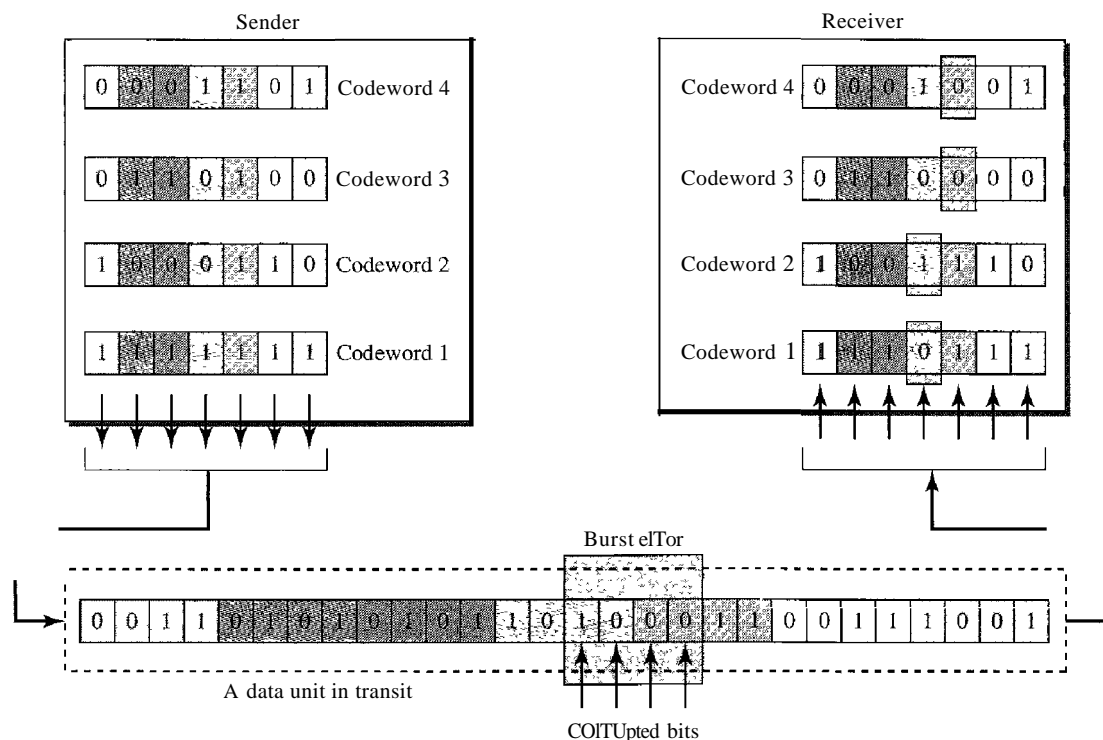 Sender
0 0 0 1 1 0 1 Codeword 4
0 1 1 0 1 0 0 Codeword 3
1 0 0 0 1 1 0 Codeword 2
1 1 1 1 1 1 1 Codeword 1
Receiver
Codeword 4 0 0 0 1 0 0 1
Codeword 3 0 1 1 0 0 0 0
Codeword 2 1 0 0 1 1 1 0
Codeword 1 1 1 1 0 1 1 1
Burst elTor
0 0 1 1 0 1 0 1 0 1 0 1 1 0 1 0 0 0 1 1 0 0 1 1 1 0 0 1
A data unit in transit
COlTUpted bits